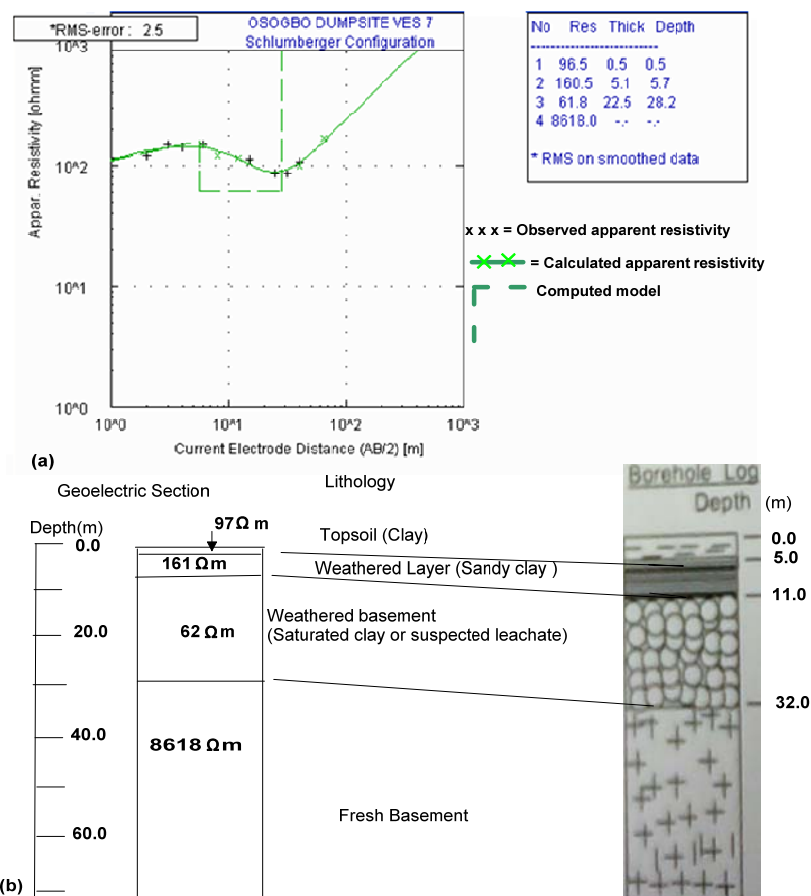 *RMS-error: 2.5
OSOGBO DUMPSITE VES 7
Schlumberger Configuration
10^3
10^2
10^1
10^0
Appar. Resistivity [ohmm]
10^0 10^1 10^2 10^3
Current Electrode Distance (AB/2) [m]
No Res Thick Depth
1 96.5 0.5 0.5
2 160.5 5.1 5.7
3 61.8 22.5 28.2
4 8618.0 -.- -.-
* RMS on smoothed data
x x x = Observed apparent resistivity
= Calculated apparent resistivity
Computed model
(a)
Geoelectric Section
Lithology
Borehole Log
Depth (m)
Depth(m)
0.0
20.0
40.0
60.0
97Ω m
161 Ωm
62 Ωm
8618 Ωm
Topsoil (Clay)
Weathered Layer (Sandy clay )
Weathered basement
(Saturated clay or suspected leachate)
Fresh Basement
0.0
5.0
11.0
32.0
(b)